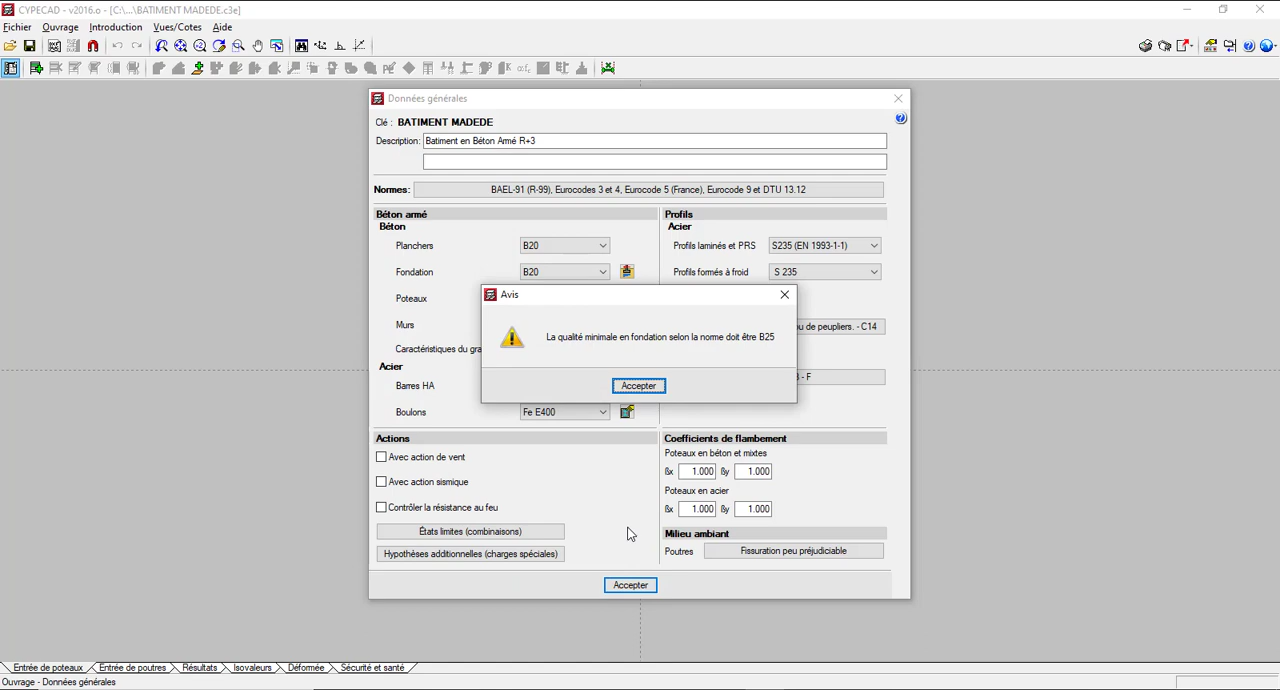 CYPECAD - v2016.o - [C:\...\BATIMENT MADEDE.c3e]
Fichier Ouvrage Introduction Vues/Cotes Aide
Données générales
Clé : BATIMENT MADEDE
Description: Batiment en Béton Armé R+3
Normes: BAEL-91 (R-99), Eurocodes 3 et 4, Eurocode 5 (France), Eurocode 9 et DTU 13.12
Béton armé
Béton
Planchers B20
Fondation B20
Poteaux
Murs
Caractéristiques du gra
Acier
Barres HA
Boulons Fe E400
Profils
Acier
Profils laminés et PRS S235 (EN 1993-1-1)
Profils formés à froid S 235
ou de peupliers. - C14
- F
Avis
La qualité minimale en fondation selon la norme doit être B25
Accepter
Actions
Avec action de vent
Avec action sismique
Contrôler la résistance au feu
États limites (combinaisons)
Hypothèses additionnelles (charges spéciales)
Coefficients de flambement
Poteaux en béton et mixtes
ßx 1.000 ßy 1.000
Poteaux en acier
ßx 1.000 ßy 1.000
Milieu ambiant
Poutres Fissuration peu préjudiciable
Accepter
Entrée de poteaux Entrée de poutres Résultats Isovaleurs Déformée Sécurité et santé
Ouvrage - Données générales